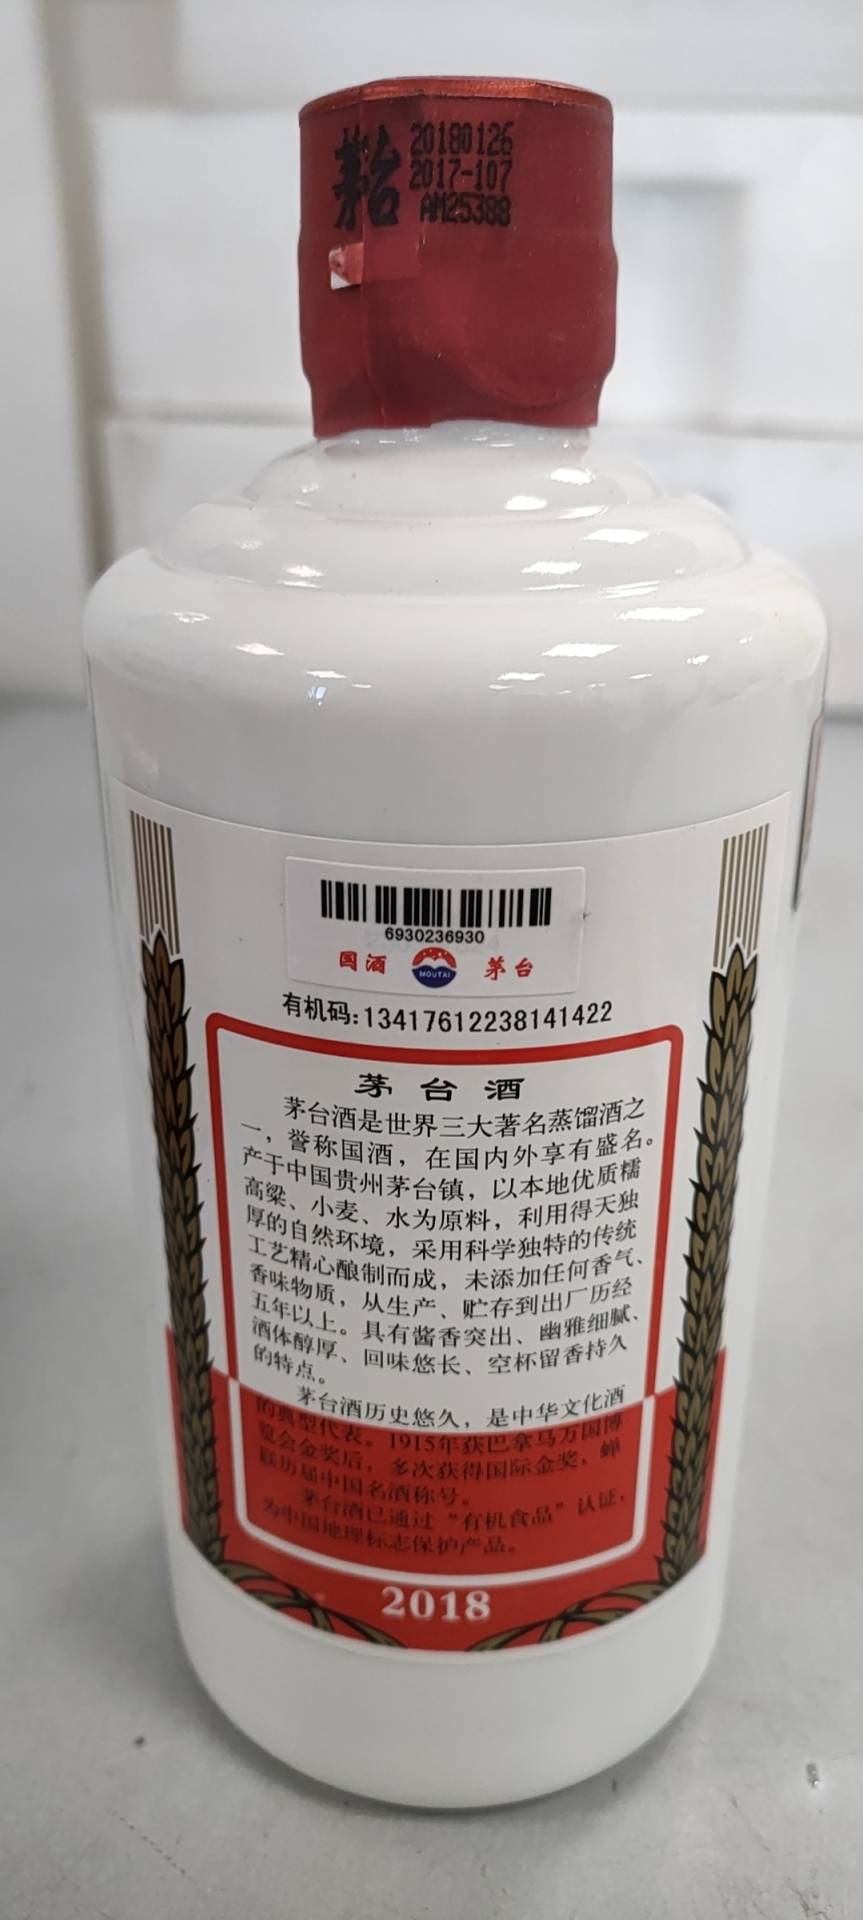 茅台
20180126
2017-107
AM25388
6930236930
国酒 MOUTAI 茅台
有机码:13417612238141422
茅台酒
茅台酒是世界三大著名蒸馏酒之
一，誉称国酒，在国内外享有盛名。
产于中国贵州茅台镇，以本地优质糯
高粱、小麦、水为原料，利用得天独
厚的自然环境，采用科学独特的传统
工艺精心酿制而成，未添加任何香气、
香味物质，从生产、贮存到出厂历经
五年以上。具有酱香突出、幽雅细腻、
酒体醇厚、回味悠长、空杯留香持久
的特点。
茅台酒历史悠久，是中华文化酒
的典型代表。1915年获巴拿马万国博
览会金奖后，多次获得国际金奖，蝉
联历届中国名酒称号。
茅台酒已通过“有机食品”认证，
为中国地理标志保护产品。
2018